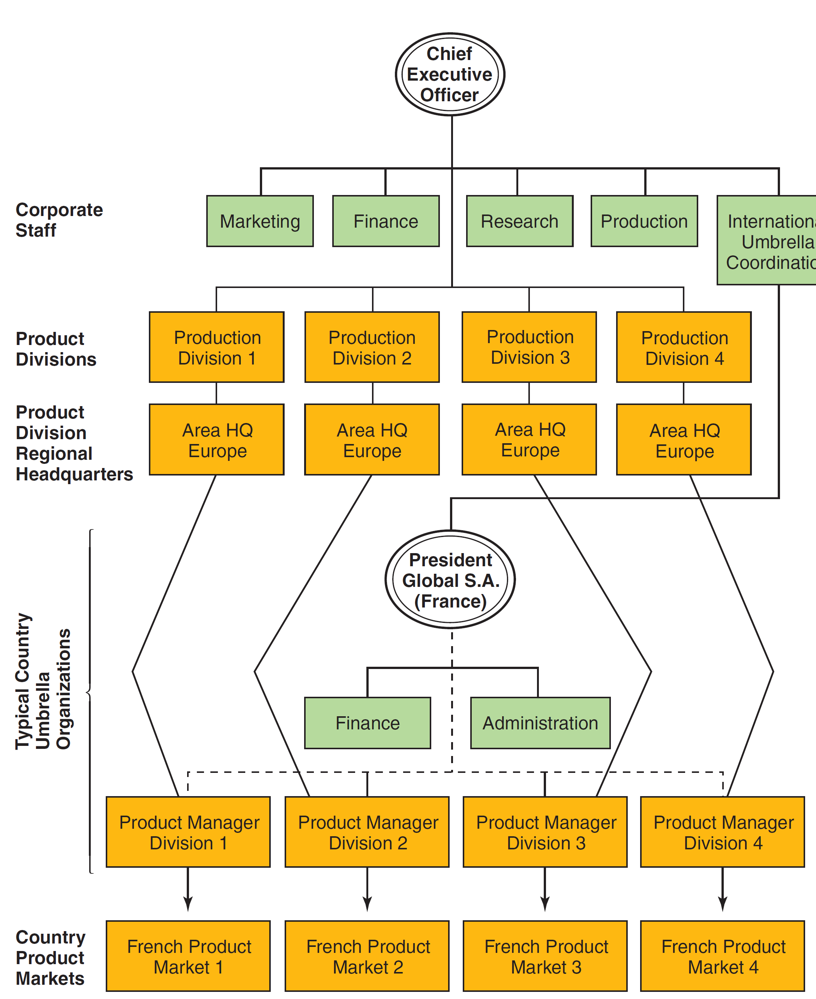 Chief
Executive
Officer
Corporate
Staff
Marketing
Finance
Research
Production
Umbrella
Product
Divisions
Production
Division 1
Production
Division 2
Production
Division 3
Production
Division 4
Product
Division
Regional
Headquarters
Area HQ
Europe
Area HQ
Europe
Area HQ
Europe
Area HQ
Europe
President
Global S.A.
(France)
Typical Country
Umbrella
Organizations
Finance
Administration
Product Manager
Division 1
Product Manager
Division 2
Product Manager
Division 3
Product Manager
Division 4
Country
Product
Markets
French Product
Market 1
French Product
Market 2
French Product
Market 3
French Product
Market 4